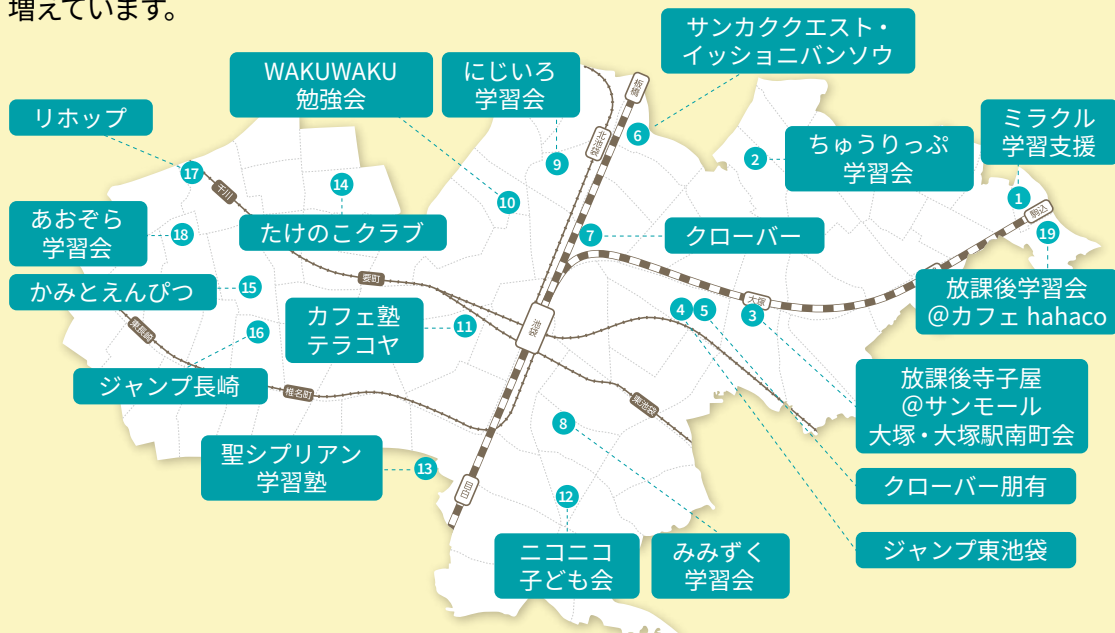 増えています。
サンカククエスト・
イッショニバンソウ
WAKUWAKU
勉強会
にじいろ
学習会
板橋
リホップ
ミラクル
学習支援
北池袋
6
ちゅうりっぷ
学習会
2
9
17
14
千川
10
1
駒込
あおぞら
学習会
18
たけのこクラブ
7
クローバー
19
要町
かみとえんぴつ
15
放課後学習会
@カフェ hahaco
大塚
カフェ塾
テラコヤ
11
池袋
4
5
3
東長崎
16
ジャンプ長崎
椎名町
放課後寺子屋
@サンモール
大塚・大塚駅南町会
東池袋
8
聖シプリアン
学習塾
13
目白
クローバー朋有
12
ニコニコ
子ども会
みみずく
学習会
ジャンプ東池袋